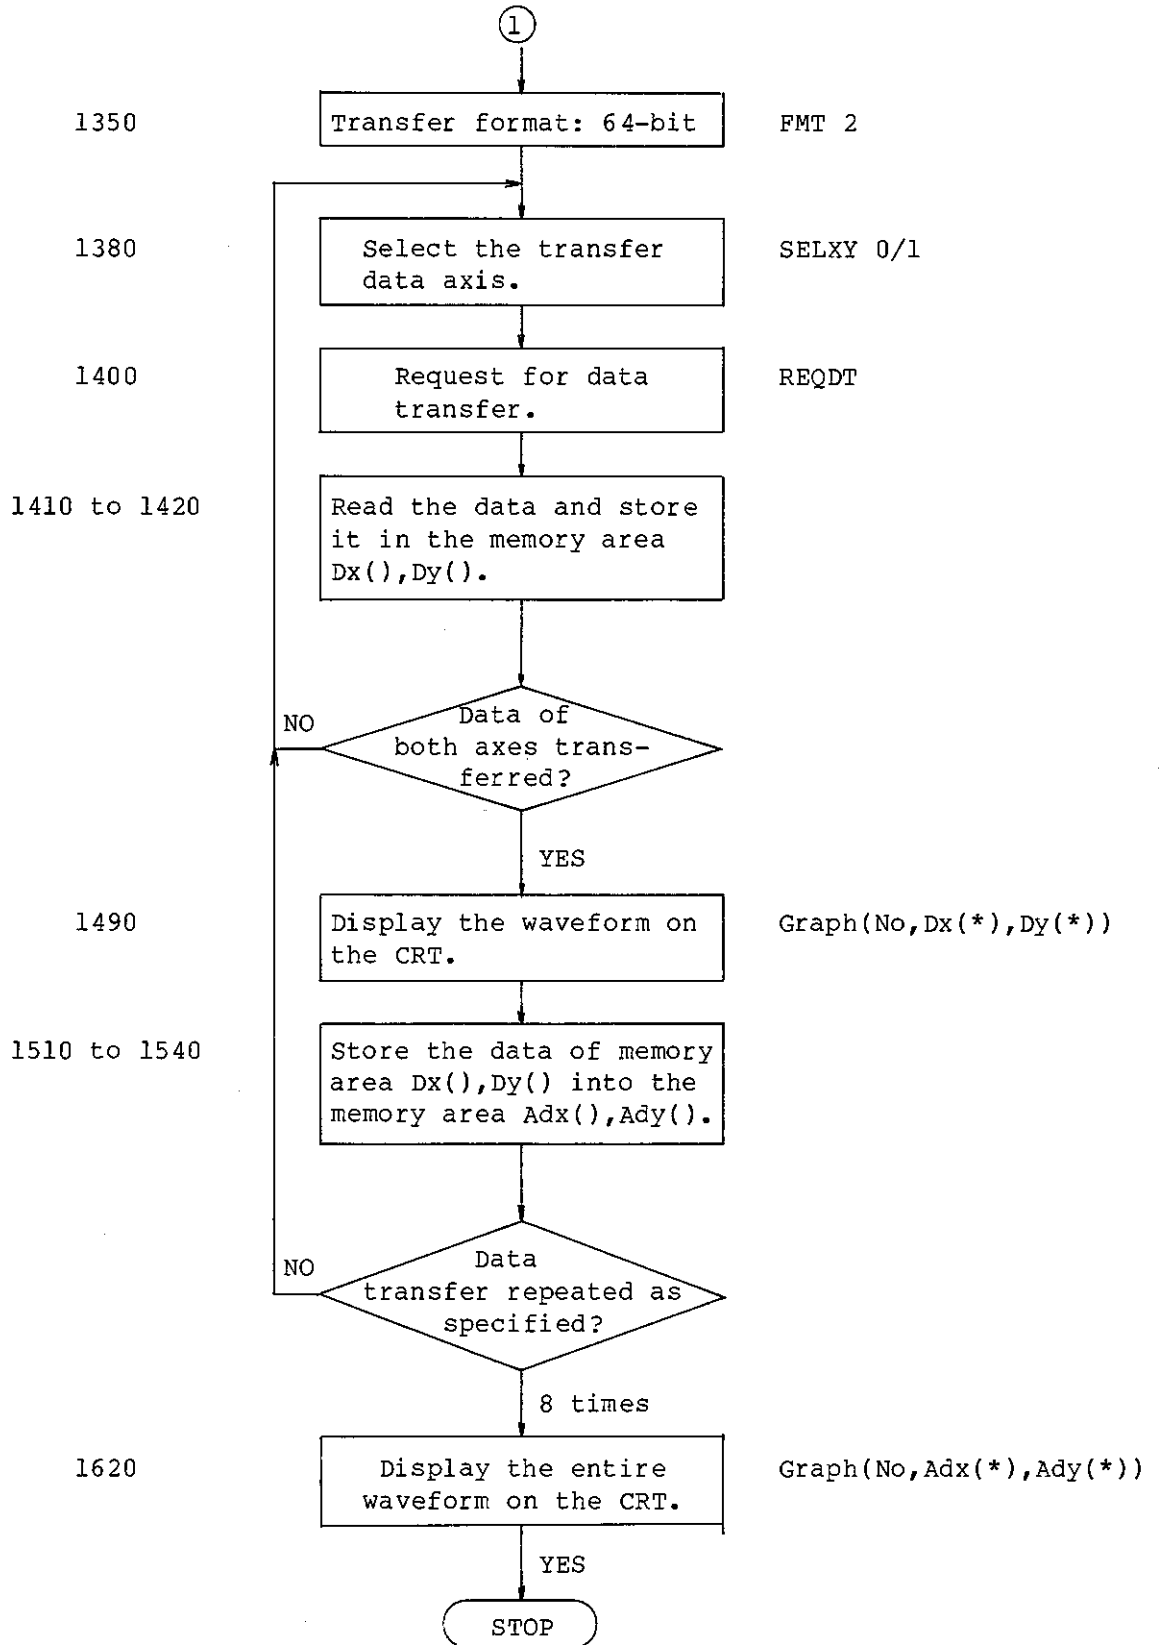 1
1350 Transfer format: 64-bit FMT 2
1380 Select the transfer SELXY 0/1
data axis.
1400 Request for data REQDT
transfer.
1410 to 1420 Read the data and store
it in the memory area
Dx(),Dy().
NO Data of
both axes trans-
ferred?
YES
1490 Display the waveform on Graph(No,Dx(*),Dy(*))
the CRT.
1510 to 1540 Store the data of memory
area Dx(),Dy() into the
memory area Adx(),Ady().
Data
NO
transfer repeated as
specified?
8 times
1620 Display the entire Graph(No,Adx(*),Ady(*))
waveform on the CRT.
YES
STOP